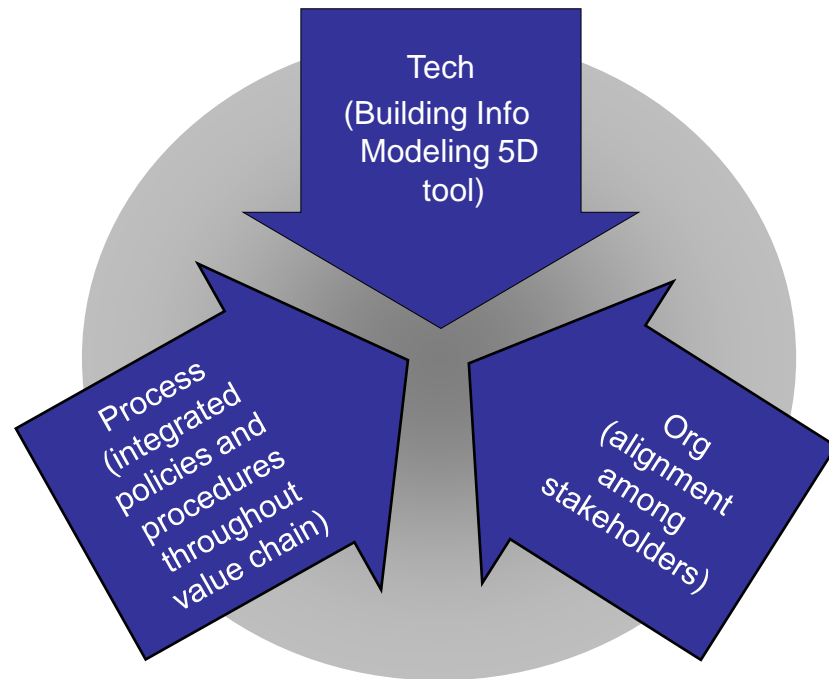 Tech
(Building Info
Modeling 5D
tool)
Process
(integrated
policies and
procedures
throughout
value chain)
Org
(alignment
among
stakeholders)